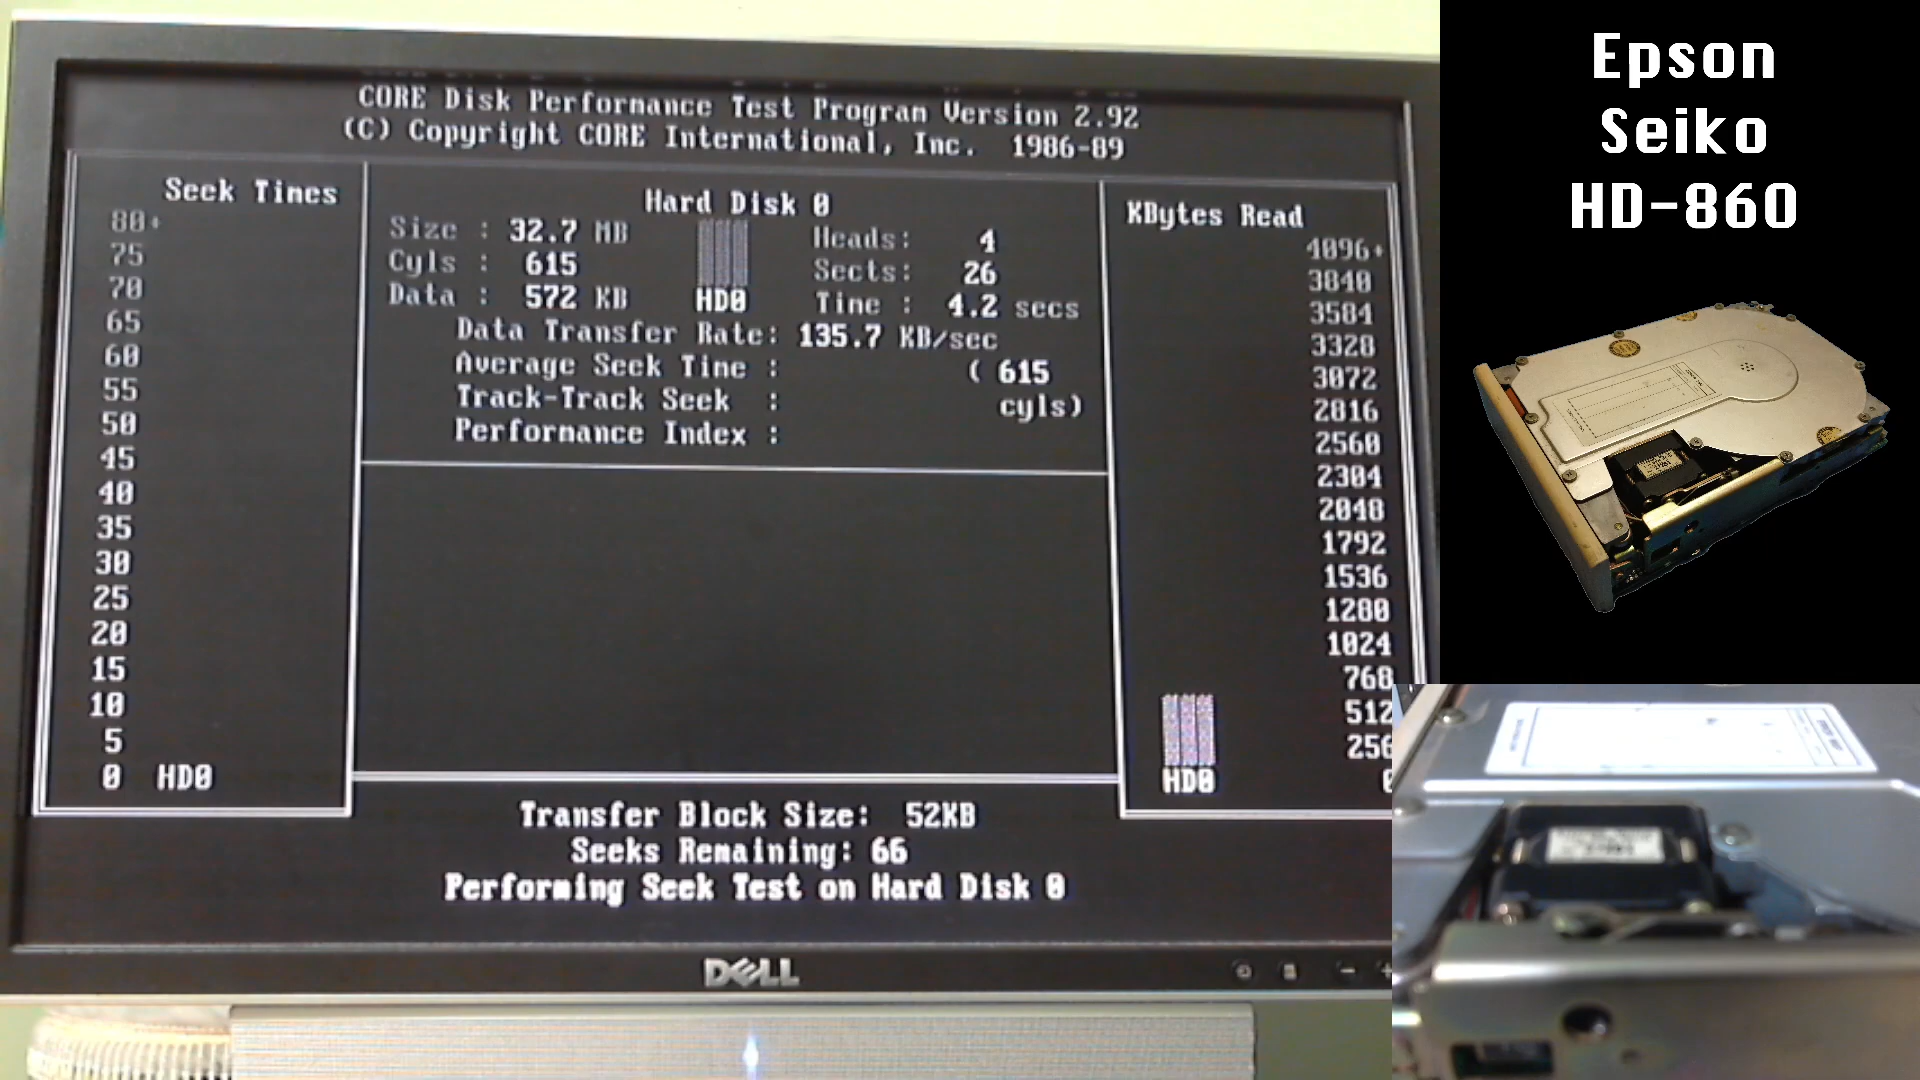 CORE Disk Performance Test Program Version 2.92
(C) Copyright CORE International, Inc. 1986-89
Seek Times
80+
75
70
65
60
55
50
45
40
35
30
25
20
15
10
5
0 HD0
Hard Disk 0
Size : 32.7 MB
Cyls : 615
Data : 572 KB
HD0
Heads: 4
Sects: 26
Time : 4.2 secs
Data Transfer Rate: 135.7 KB/sec
Average Seek Time : ( 615
Track-Track Seek : cyls)
Performance Index :
KBytes Read
4096+
3840
3584
3328
3072
2816
2560
2304
2048
1792
1536
1280
1024
768
512
256
0
HD0
Transfer Block Size: 52KB
Seeks Remaining: 66
Performing Seek Test on Hard Disk 0
DELL
Epson
Seiko
HD-860